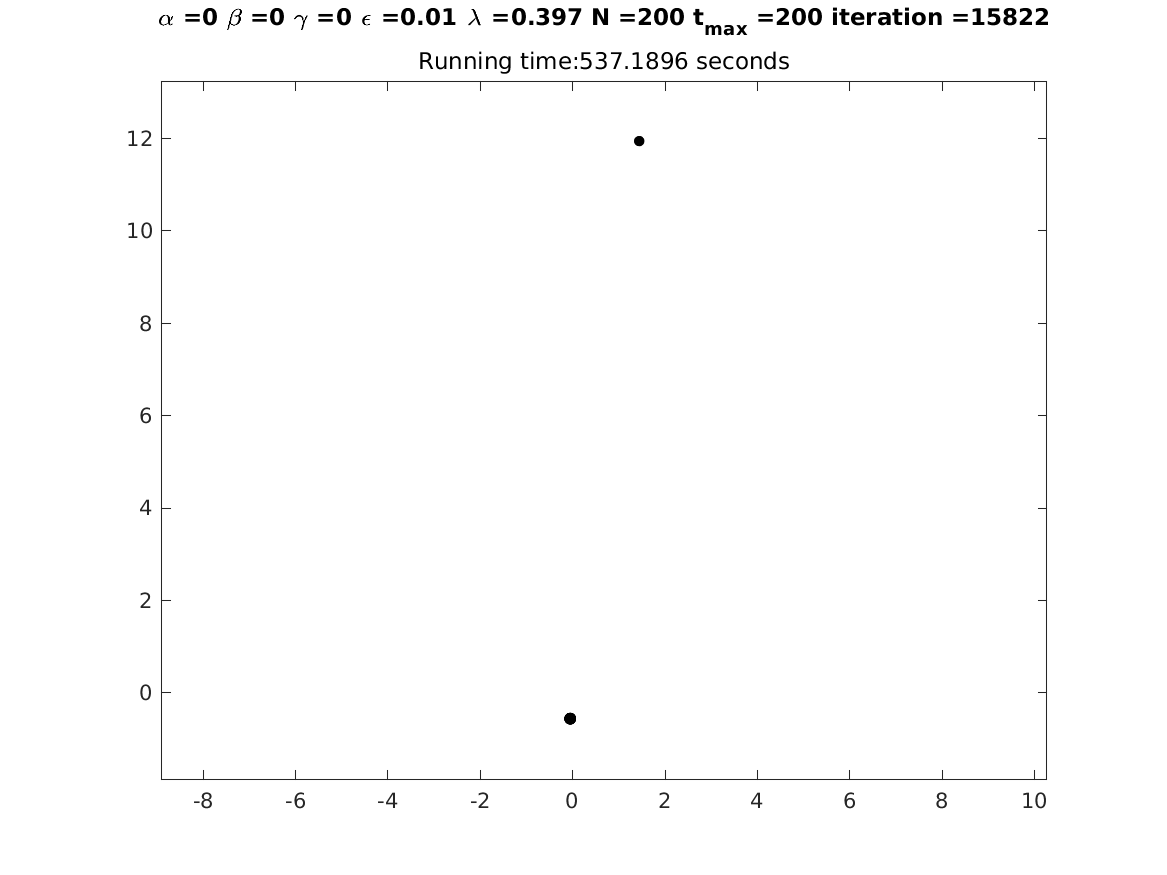 α =0 β =0 γ =0 ϵ =0.01 λ =0.397 N =200 t_max =200 iteration =15822
Running time:537.1896 seconds
12
10
8
6
4
2
0
-8 -6 -4 -2 0 2 4 6 8 10